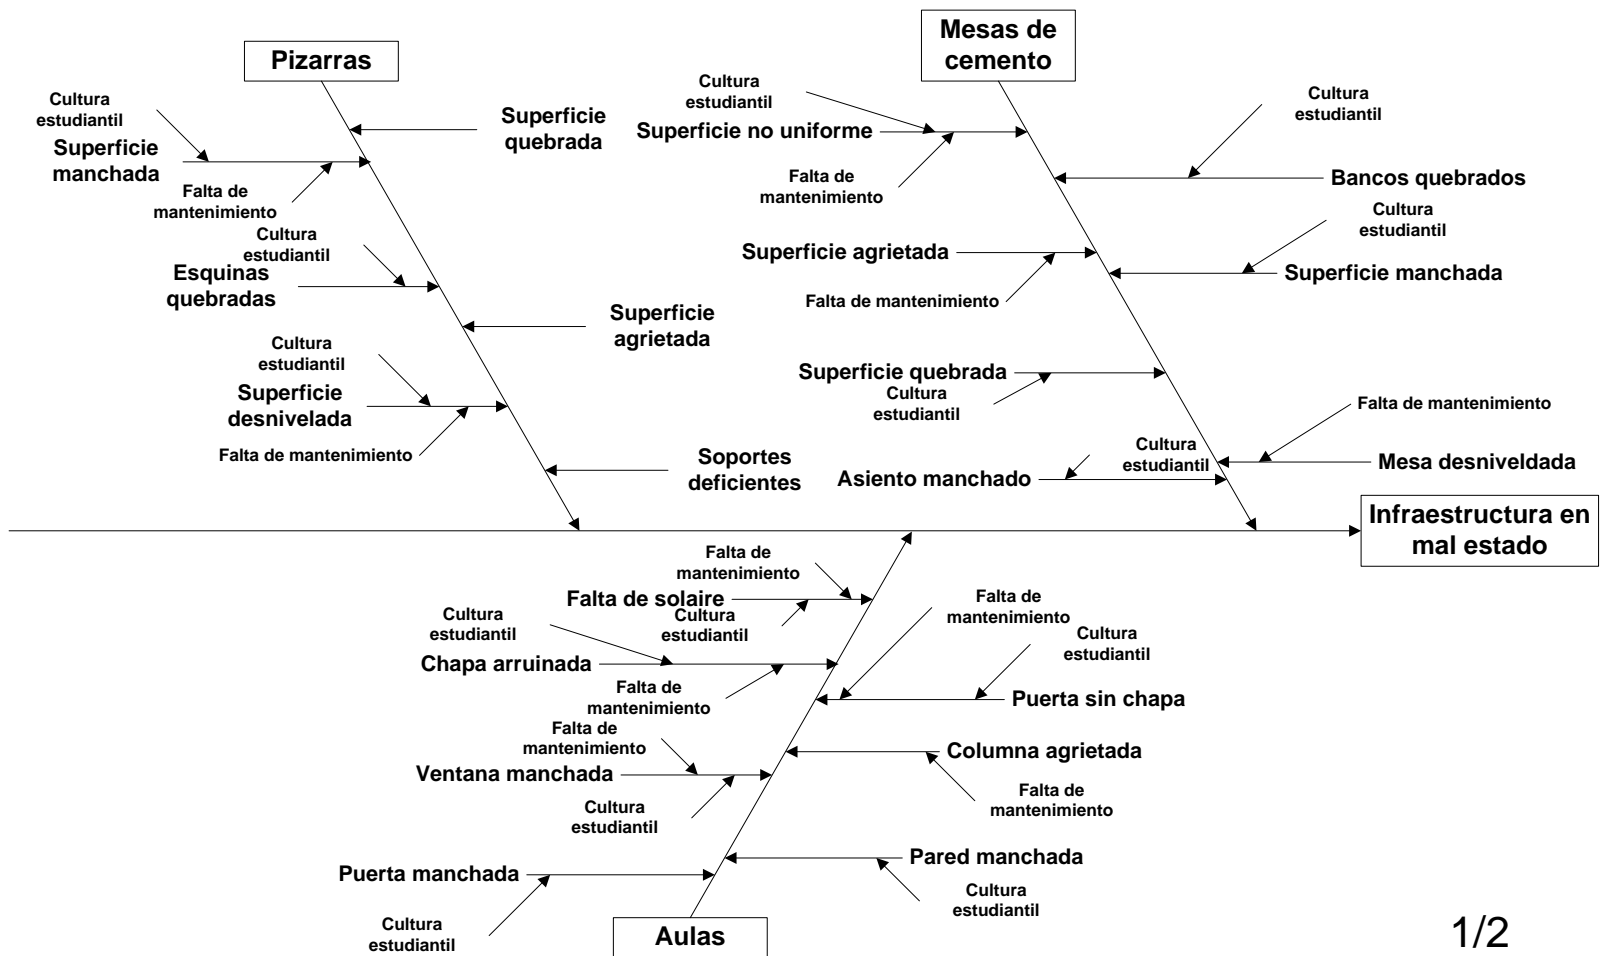 Pizarras
Cultura
estudiantil
Superficie
manchada
Falta de
mantenimiento
Superficie
quebrada
Cultura
estudiantil
Esquinas
quebradas
Superficie
agrietada
Cultura
estudiantil
Superficie
desnivelada
Falta de mantenimiento
Soportes
deficientes
Mesas de
cemento
Cultura
estudiantil
Superficie no uniforme
Falta de
mantenimiento
Cultura
estudiantil
Bancos quebrados
Superficie agrietada
Falta de mantenimiento
Cultura
estudiantil
Superficie manchada
Superficie quebrada
Cultura
estudiantil
Falta de mantenimiento
Mesa desniveldada
Cultura
estudiantil
Asiento manchado
Infraestructura en
mal estado
Falta de
mantenimiento
Falta de solaire
Cultura
estudiantil
Cultura
estudiantil
Chapa arruinada
Falta de
mantenimiento
Falta de
mantenimiento
Cultura
estudiantil
Puerta sin chapa
Falta de
mantenimiento
Ventana manchada
Cultura
estudiantil
Columna agrietada
Falta de
mantenimiento
Puerta manchada
Cultura
estudiantil
Pared manchada
Cultura
estudiantil
Aulas
1/2